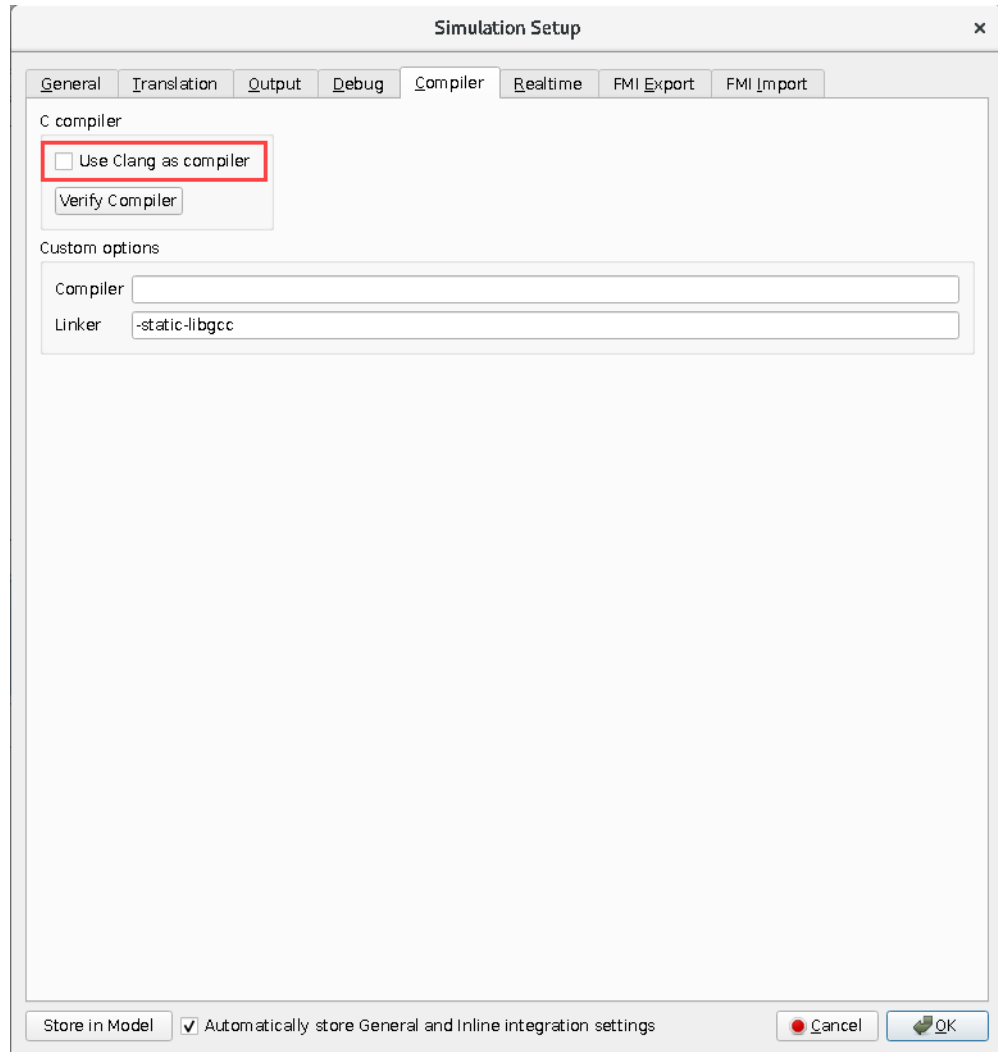 Simulation Setup
General Translation Output Debug Compiler Realtime FMI Export FMI Import
C compiler
Use Clang as compiler
Verify Compiler
Custom options
Compiler
Linker -static-libgcc
Store in Model Automatically store General and Inline integration settings Cancel OK